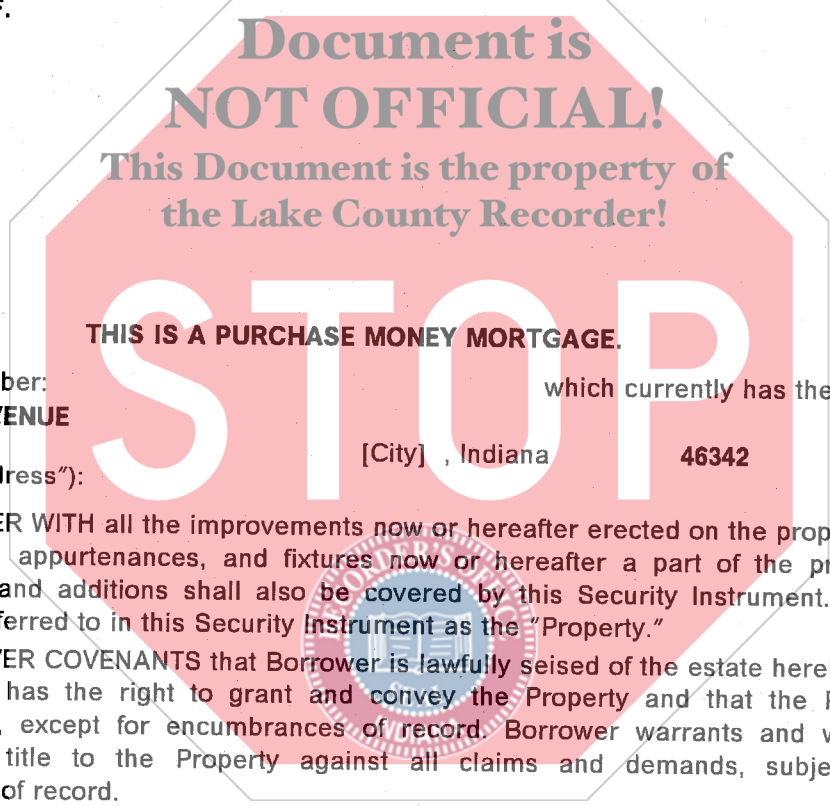 Document is
NOT OFFICIAL!
This Document is the property of
the Lake County Recorder!
STOP
THIS IS A PURCHASE MONEY MORTGAGE.
ber: which currently has the
ENUE
[City] , Indiana 46342
ress"):
ER WITH all the improvements now or hereafter erected on the prop
appurtenances, and fixtures now or hereafter a part of the pr
and additions shall also be covered by this Security Instrument.
ferred to in this Security Instrument as the "Property."
ER COVENANTS that Borrower is lawfully seised of the estate here
has the right to grant and convey the Property and that the
, except for encumbrances of record. Borrower warrants and
title to the Property against all claims and demands, subje
of record.
RECORDER'S OFFICE
INDIANA